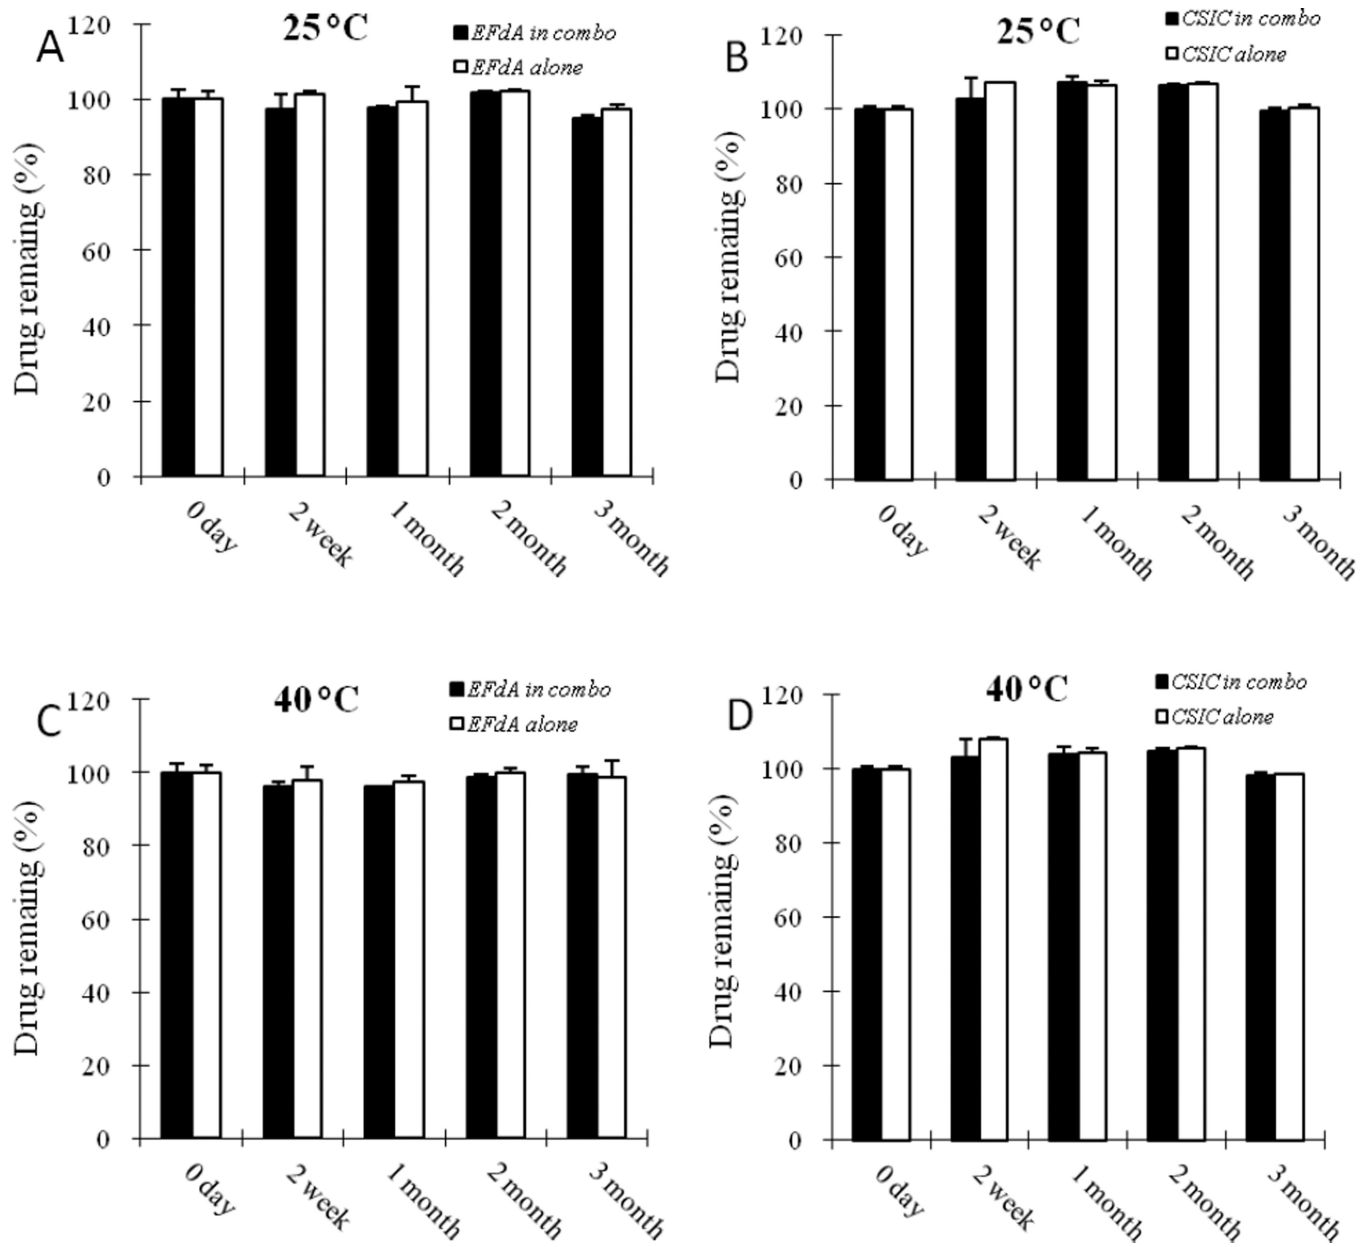 A
25 °C
EFdA in combo
EFdA alone
Drug remaing (%)
120
100
80
60
40
20
0
0 day
2 week
1 month
2 month
3 month
B
25 °C
CSIC in combo
CSIC alone
Drug remaing (%)
120
100
80
60
40
20
0
0 day
2 week
1 month
2 month
3 month
C
40 °C
EFdA in combo
EFdA alone
Drug remaing (%)
120
100
80
60
40
20
0
0 day
2 week
1 month
2 month
3 month
D
40 °C
CSIC in combo
CSIC alone
Drug remaing (%)
120
100
80
60
40
20
0
0 day
2 week
1 month
2 month
3 month